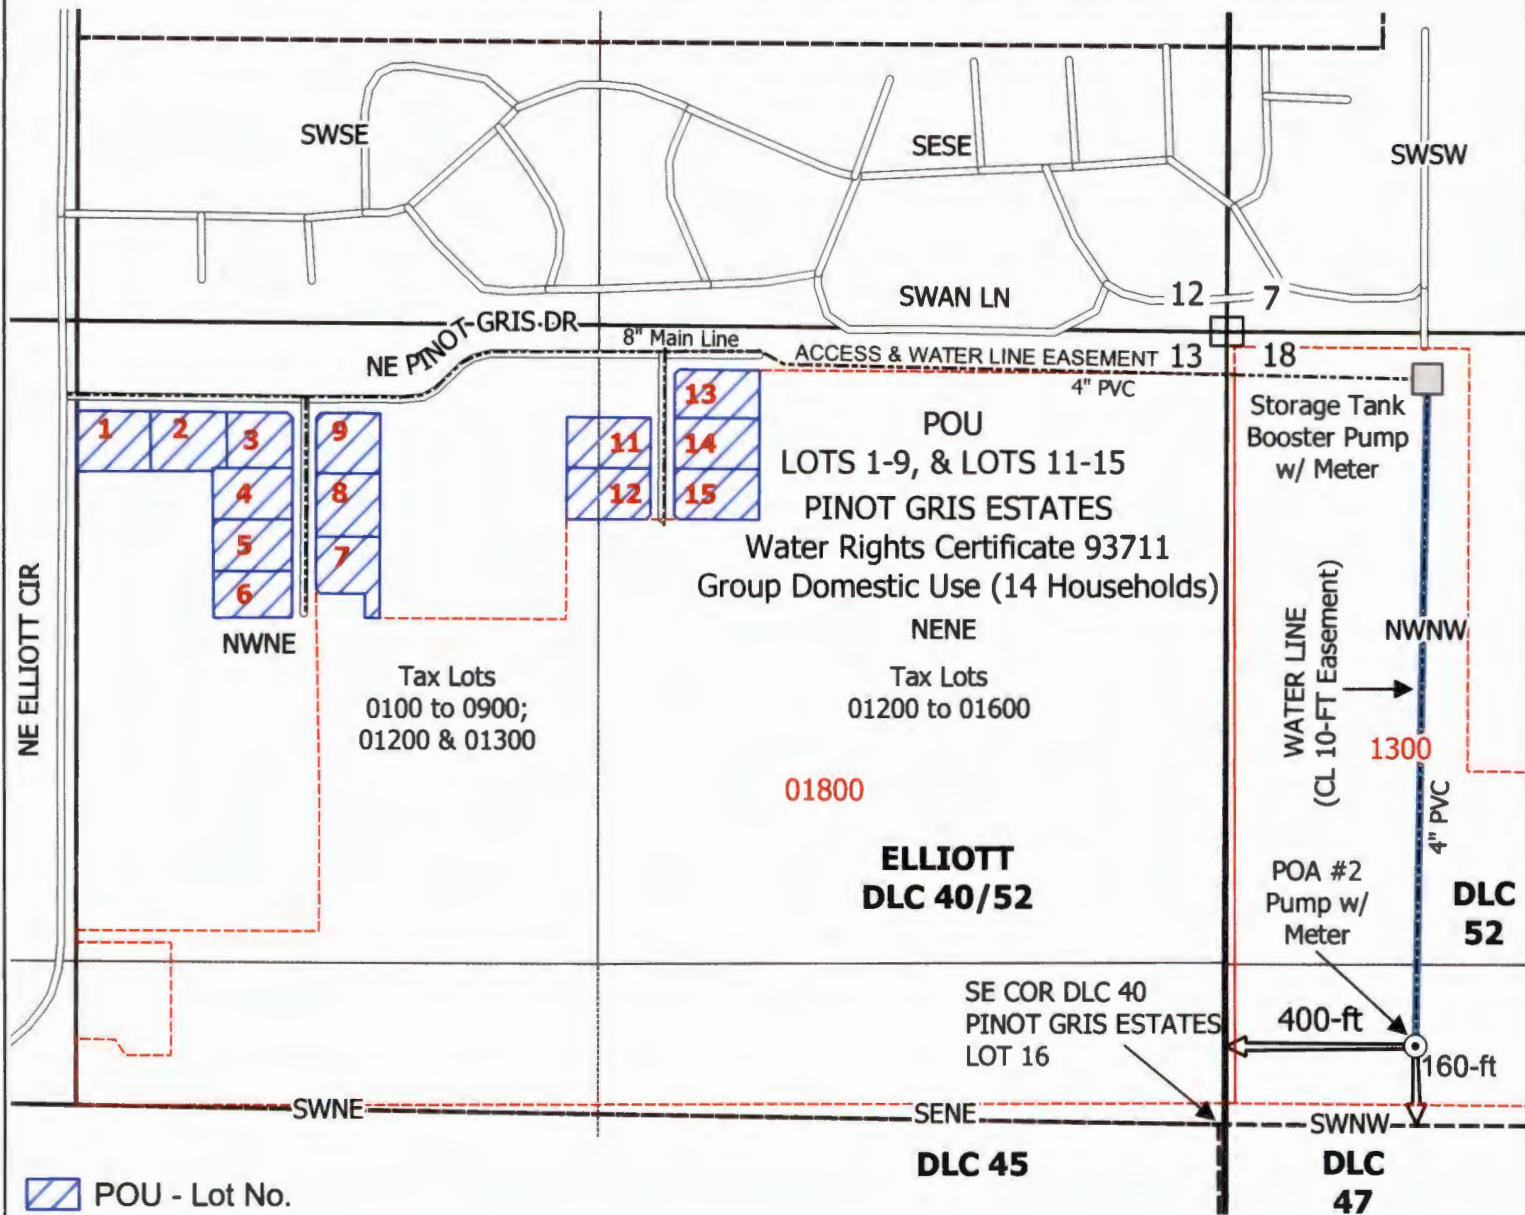 SWSE
SESE
SWSW
SWAN LN
12
7
NE PINOT GRIS DR
8" Main Line
ACCESS & WATER LINE EASEMENT
13
18
4" PVC
Storage Tank
Booster Pump
w/ Meter
1
2
3
4
5
6
9
8
7
11
12
13
14
15
POU
LOTS 1-9, & LOTS 11-15
PINOT GRIS ESTATES
Water Rights Certificate 93711
Group Domestic Use (14 Households)
NWNE
NENE
NWNW
NE ELLIOTT CIR
Tax Lots
0100 to 0900;
01200 & 01300
Tax Lots
01200 to 01600
01800
WATER LINE
(CL 10-FT Easement)
1300
4" PVC
ELLIOTT
DLC 40/52
POA #2
Pump w/
Meter
DLC
52
SE COR DLC 40
PINOT GRIS ESTATES
LOT 16
400-ft
160-ft
SWNE
SENE
SWNW
DLC 45
DLC
47
POU - Lot No.